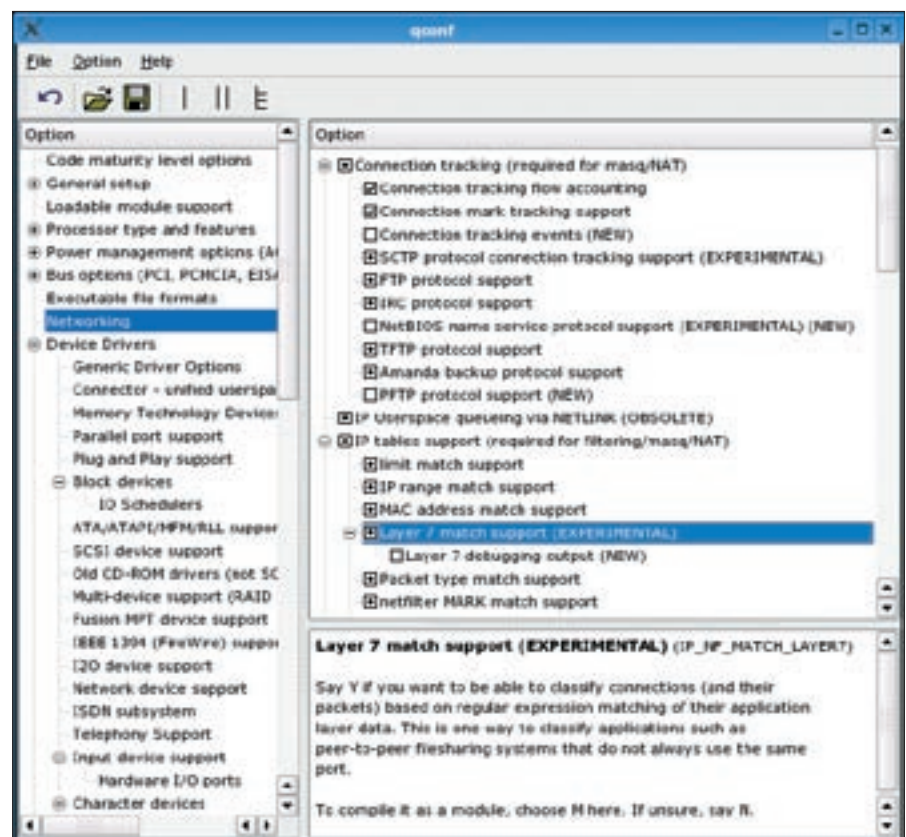 qconf
File Option Help
Option
Code maturity level options
General setup
Loadable module support
Processor type and features
Power management options (A
Bus options (PCI, PCMCIA, EISA
Executable file formats
Networking
Device Drivers
Generic Driver Options
Connector - unified userspa
Memory Technology Devices
Parallel port support
Plug and Play support
Block devices
IO Schedulers
ATA/ATAPI/MFM/RLL suppor
SCSI device support
Old CD-ROM drivers (not SC
Multi-device support (RAID
Fusion MPT device support
IEEE 1394 (FireWire) suppor
I2O device support
Network device support
ISDN subsystem
Telephony Support
Input device support
Hardware I/O ports
Character devices
Option
Connection tracking (required for masq/NAT)
Connection tracking flow accounting
Connection mark tracking support
Connection tracking events (NEW)
SCTP protocol connection tracking support (EXPERIMENTAL)
FTP protocol support
IRC protocol support
NetBIOS name service protocol support (EXPERIMENTAL) (NEW)
TFTP protocol support
Amanda backup protocol support
PPTP protocol support (NEW)
IP Userspace queueing via NETLINK (OBSOLETE)
IP tables support (required for filtering/masq/NAT)
limit match support
IP range match support
MAC address match support
Layer 7 match support (EXPERIMENTAL)
Layer 7 debugging output (NEW)
Packet type match support
netfilter MARK match support
Layer 7 match support (EXPERIMENTAL) (IP_NF_MATCH_LAYER7)
Say Y if you want to be able to classify connections (and their
packets) based on regular expression matching of their application
layer data. This is one way to classify applications such as
peer-to-peer filesharing systems that do not always use the same
port.
To compile it as a module, choose M here. If unsure, say N.